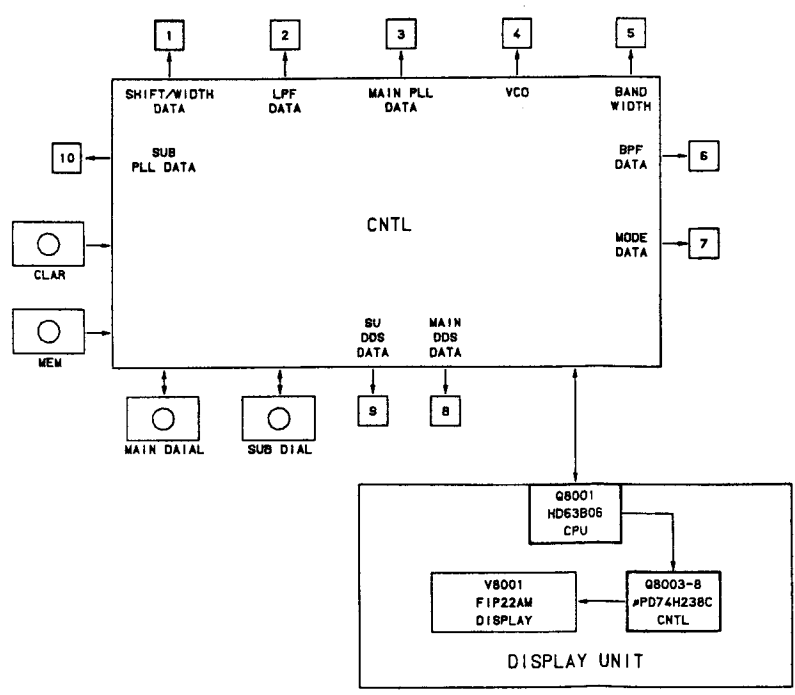 1
2
3
4
5
SHIFT/WIDTH
DATA
LPF
DATA
MAIN PLL
DATA
VCO
BAND
WIDTH
10
SUB
PLL DATA
BPF
DATA
6
CNTL
MODE
DATA
7
CLAR
MEM
SU
DDS
DATA
MAIN
DDS
DATA
MAIN DAIAL
SUB DIAL
9
8
Q8001
HD63B06
CPU
V8001
FIP22AM
DISPLAY
Q8003-8
#PD74H238C
CNTL
DISPLAY UNIT